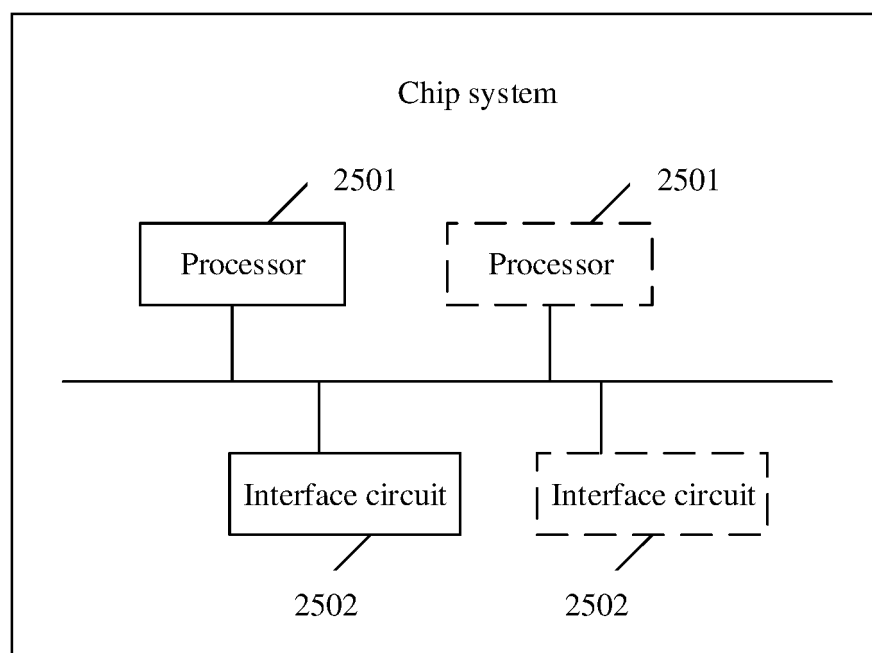 Chip system
2501
2501
Processor
Processor
Interface circuit
Interface circuit
2502
2502